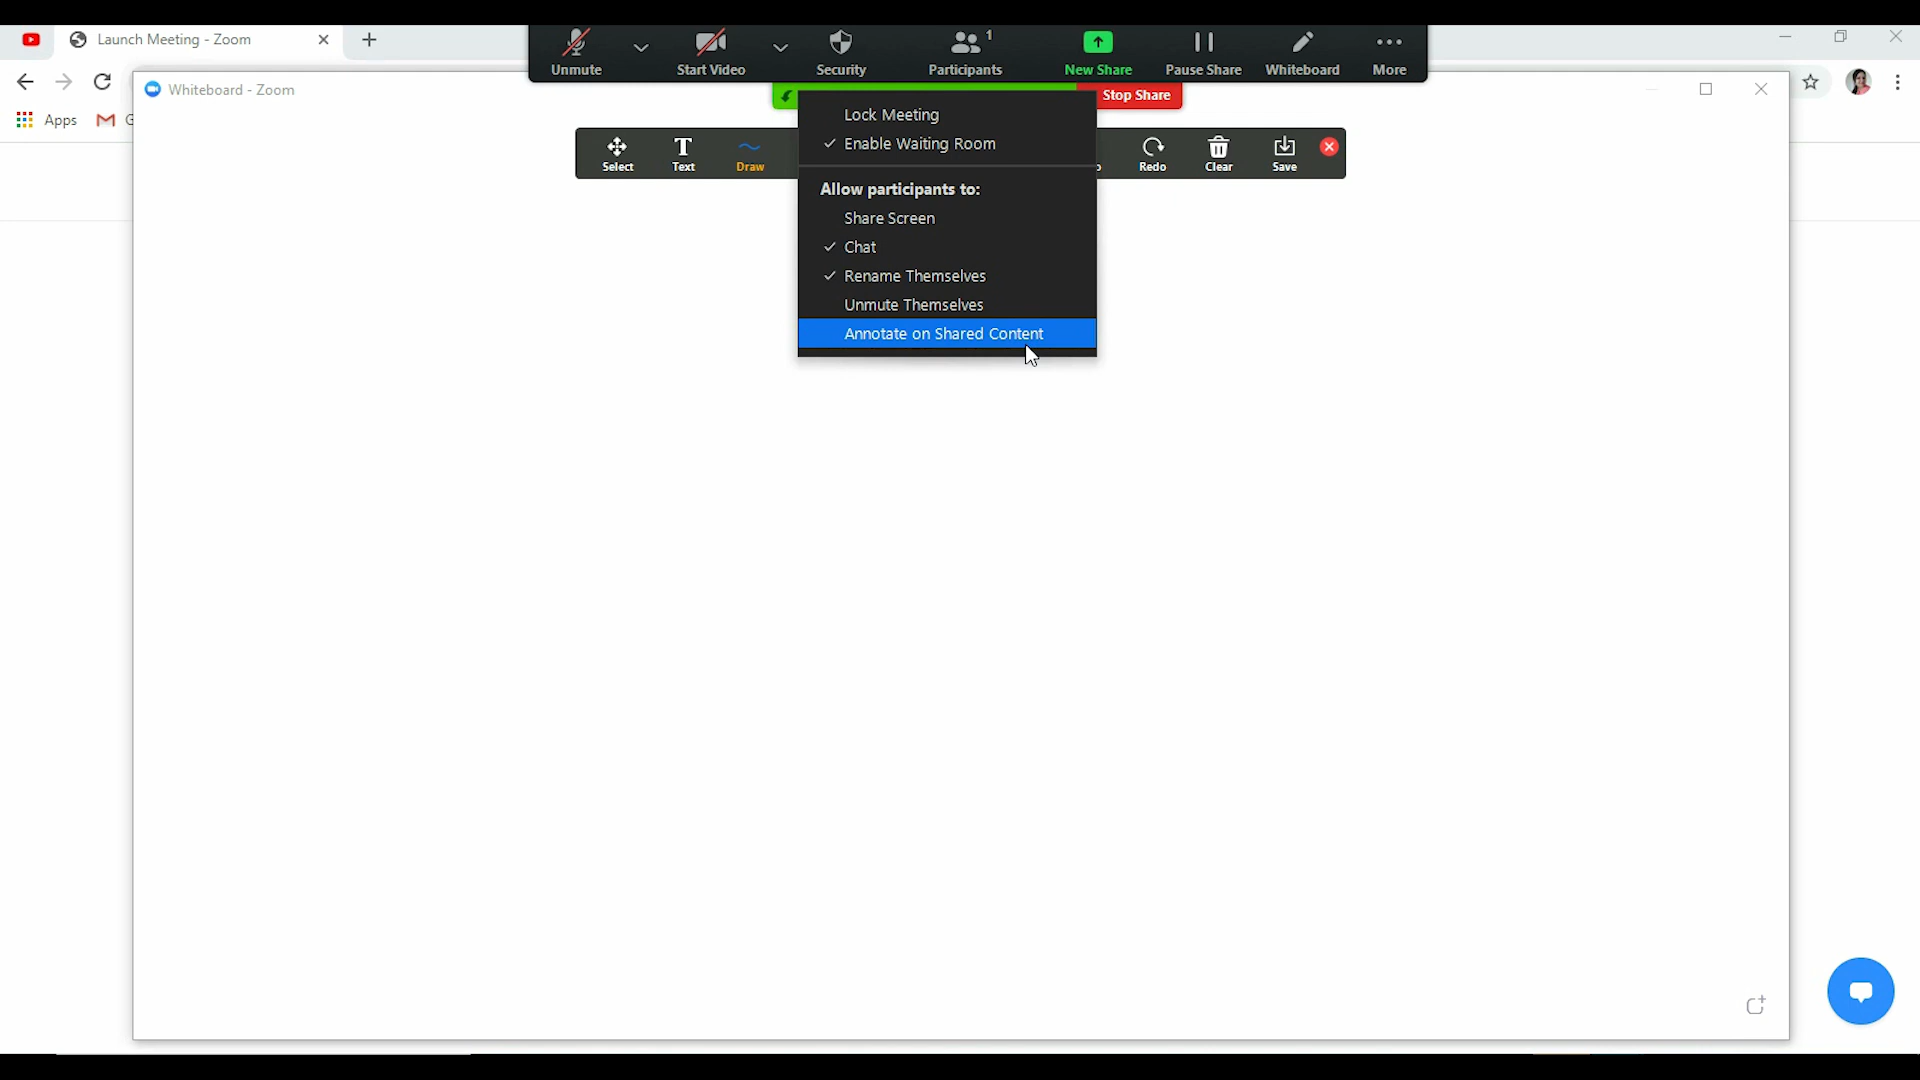 Launch Meeting - Zoom
Unmute
Start Video
Security
Participants
1
New Share
Pause Share
Whiteboard
More
Whiteboard - Zoom
Stop Share
Apps
G
Select
Text
Draw
Redo
Clear
Save
Lock Meeting
Enable Waiting Room
Allow participants to:
Share Screen
Chat
Rename Themselves
Unmute Themselves
Annotate on Shared Content